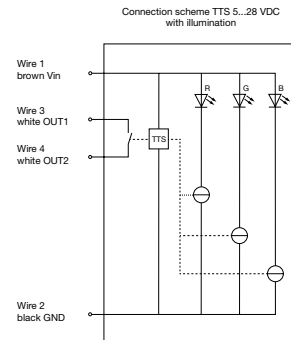 Connection scheme TTS 5...28 VDC
with illumination
Wire 1
brown Vin
R
G
B
Wire 3
white OUT1
TTS
Wire 4
white OUT2
Wire 2
black GND